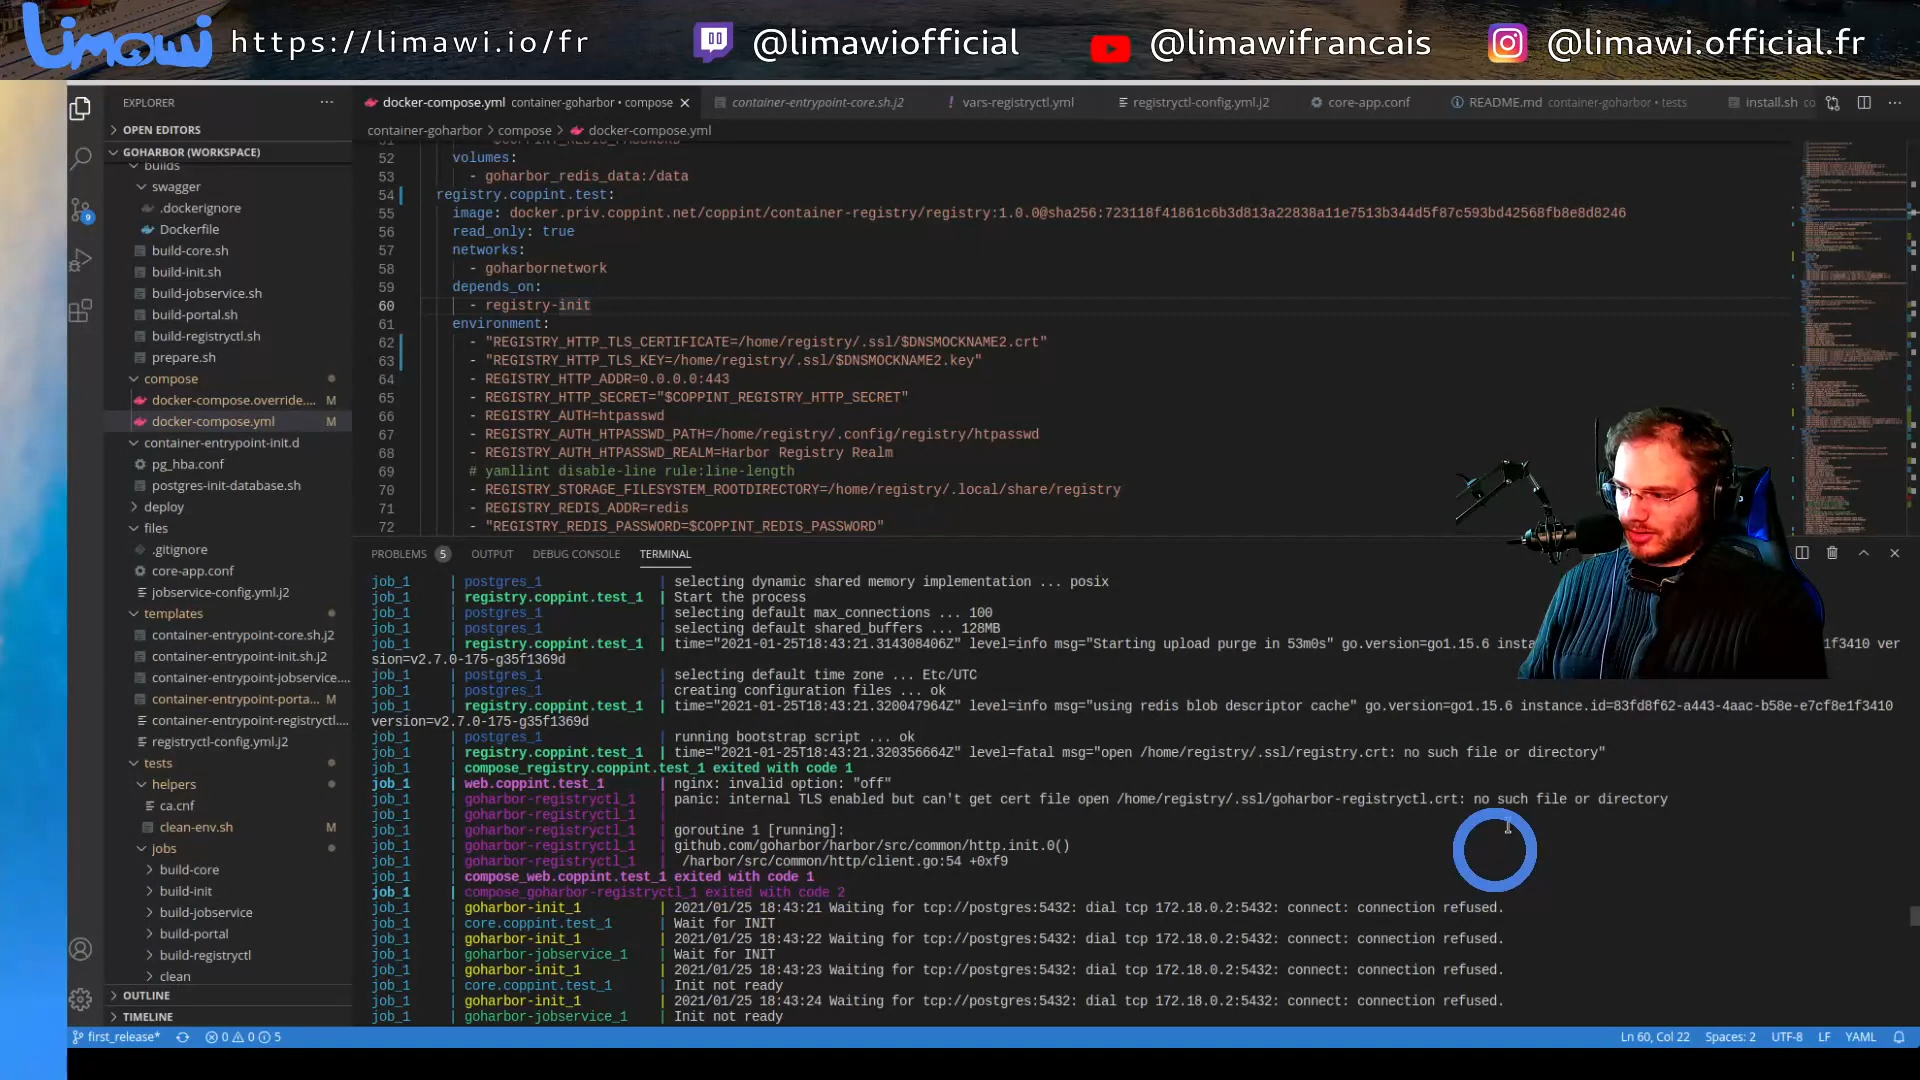 Limawi https://limawi.io/fr @limawiofficial @limawifrancais @limawi.official.fr
EXPLORER ···
docker-compose.yml container-goharbor • compose × container-entrypoint-core.sh.j2 ! vars-registryctl.yml registryctl-config.yml.j2 core-app.conf README.md container-goharbor • tests install.sh co ···
container-goharbor > compose > docker-compose.yml
OPEN EDITORS
GOHARBOR (WORKSPACE)
builds
swagger
.dockerignore
Dockerfile
build-core.sh
build-init.sh
build-jobservice.sh
build-portal.sh
build-registryctl.sh
prepare.sh
compose
docker-compose.override.... M
docker-compose.yml M
container-entrypoint-init.d
pg_hba.conf
postgres-init-database.sh
deploy
files
.gitignore
core-app.conf
jobservice-config.yml.j2
templates
container-entrypoint-core.sh.j2
container-entrypoint-init.sh.j2
container-entrypoint-jobservice....
container-entrypoint-porta... M
container-entrypoint-registryctl....
registryctl-config.yml.j2
tests
helpers
ca.cnf
clean-env.sh M
jobs
build-core
build-init
build-jobservice
build-portal
build-registryctl
clean
OUTLINE
TIMELINE
9
52 volumes:
53 - goharbor_redis_data:/data
54 registry.coppint.test:
55 image: docker.priv.coppint.net/coppint/container-registry/registry:1.0.0@sha256:723118f41861c6b3d813a22838a11e7513b344d5f87c593bd42568fb8e8d8246
56 read_only: true
57 networks:
58 - goharbornetwork
59 depends_on:
60 - registry-init
61 environment:
62 - "REGISTRY_HTTP_TLS_CERTIFICATE=/home/registry/.ssl/$DNSMOCKNAME2.crt"
63 - "REGISTRY_HTTP_TLS_KEY=/home/registry/.ssl/$DNSMOCKNAME2.key"
64 - REGISTRY_HTTP_ADDR=0.0.0.0:443
65 - REGISTRY_HTTP_SECRET="$COPPINT_REGISTRY_HTTP_SECRET"
66 - REGISTRY_AUTH=htpasswd
67 - REGISTRY_AUTH_HTPASSWD_PATH=/home/registry/.config/registry/htpasswd
68 - REGISTRY_AUTH_HTPASSWD_REALM=Harbor Registry Realm
69 # yamllint disable-line rule:line-length
70 - REGISTRY_STORAGE_FILESYSTEM_ROOTDIRECTORY=/home/registry/.local/share/registry
71 - REGISTRY_REDIS_ADDR=redis
72 - "REGISTRY_REDIS_PASSWORD=$COPPINT_REDIS_PASSWORD"
PROBLEMS 5 OUTPUT DEBUG CONSOLE TERMINAL
job_1 | postgres_1 | selecting dynamic shared memory implementation ... posix
job_1 | registry.coppint.test_1 | Start the process
job_1 | postgres_1 | selecting default max_connections ... 100
job_1 | postgres_1 | selecting default shared_buffers ... 128MB
job_1 | registry.coppint.test_1 | time="2021-01-25T18:43:21.314308406Z" level=info msg="Starting upload purge in 53m0s" go.version=go1.15.6 insta 1f3410 ver
sion=v2.7.0-175-g35f1369d
job_1 | postgres_1 | selecting default time zone ... Etc/UTC
job_1 | postgres_1 | creating configuration files ... ok
job_1 | registry.coppint.test_1 | time="2021-01-25T18:43:21.320047964Z" level=info msg="using redis blob descriptor cache" go.version=go1.15.6 instance.id=83fd8f62-a443-4aac-b58e-e7cf8e1f3410
version=v2.7.0-175-g35f1369d
job_1 | postgres_1 | running bootstrap script ... ok
job_1 | registry.coppint.test_1 | time="2021-01-25T18:43:21.320356664Z" level=fatal msg="open /home/registry/.ssl/registry.crt: no such file or directory"
job_1 | compose_registry.coppint.test_1 exited with code 1
job_1 | web.coppint.test_1 | nginx: invalid option: "off"
job_1 | goharbor-registryctl_1 | panic: internal TLS enabled but can't get cert file open /home/registry/.ssl/goharbor-registryctl.crt: no such file or directory
job_1 | goharbor-registryctl_1 |
job_1 | goharbor-registryctl_1 | goroutine 1 [running]:
job_1 | goharbor-registryctl_1 | github.com/goharbor/harbor/src/common/http.init.0()
job_1 | goharbor-registryctl_1 | /harbor/src/common/http/client.go:54 +0xf9
job_1 | compose_web.coppint.test_1 exited with code 1
job_1 | compose_goharbor-registryctl_1 exited with code 2
job_1 | goharbor-init_1 | 2021/01/25 18:43:21 Waiting for tcp://postgres:5432: dial tcp 172.18.0.2:5432: connect: connection refused.
job_1 | core.coppint.test_1 | Wait for INIT
job_1 | goharbor-init_1 | 2021/01/25 18:43:22 Waiting for tcp://postgres:5432: dial tcp 172.18.0.2:5432: connect: connection refused.
job_1 | goharbor-jobservice_1 | Wait for INIT
job_1 | goharbor-init_1 | 2021/01/25 18:43:23 Waiting for tcp://postgres:5432: dial tcp 172.18.0.2:5432: connect: connection refused.
job_1 | core.coppint.test_1 | Init not ready
job_1 | goharbor-init_1 | 2021/01/25 18:43:24 Waiting for tcp://postgres:5432: dial tcp 172.18.0.2:5432: connect: connection refused.
job_1 | goharbor-jobservice_1 | Init not ready
first_release* 0 0 5 Ln 60, Col 22 Spaces: 2 UTF-8 LF YAML